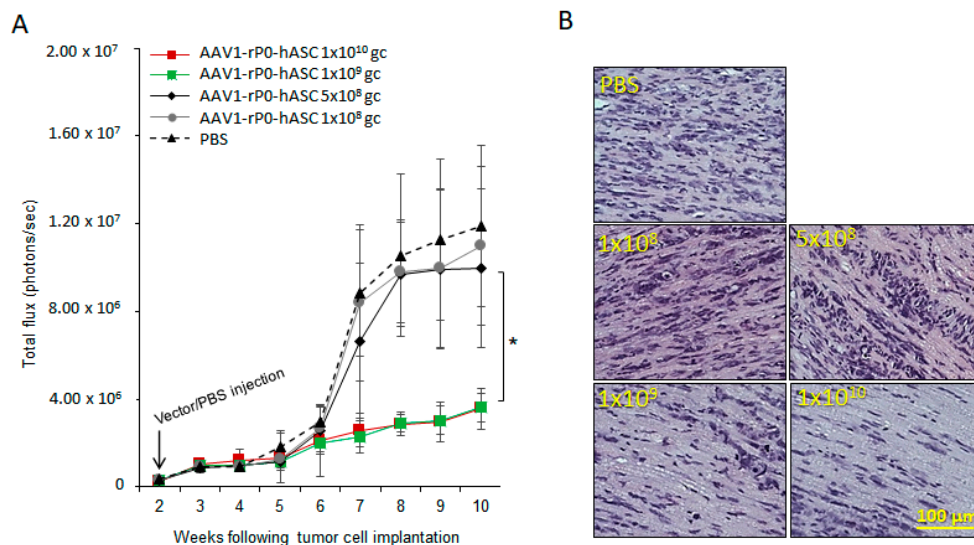 A
B
2.00 x 10⁷
1.60 x 10⁷
1.20 x 10⁷
8.00 x 10⁶
4.00 x 10⁶
0
Total flux (photons/sec)
AAV1-rP0-hASC 1x10¹⁰ gc
AAV1-rP0-hASC 1x10⁹ gc
AAV1-rP0-hASC 5x10⁸ gc
AAV1-rP0-hASC 1x10⁸ gc
PBS
Vector/PBS injection
*
2 3 4 5 6 7 8 9 10
Weeks following tumor cell implantation
PBS
1x10⁸
5x10⁸
1x10⁹
1x10¹⁰
100 µm